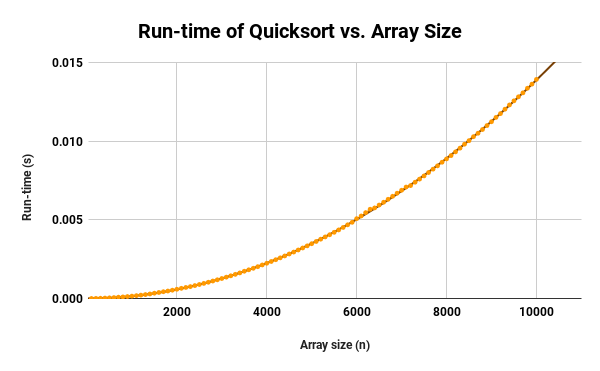 Run-time of Quicksort vs. Array Size
Run-time (s)
0.015
0.010
0.005
0.000
2000 4000 6000 8000 10000
Array size (n)